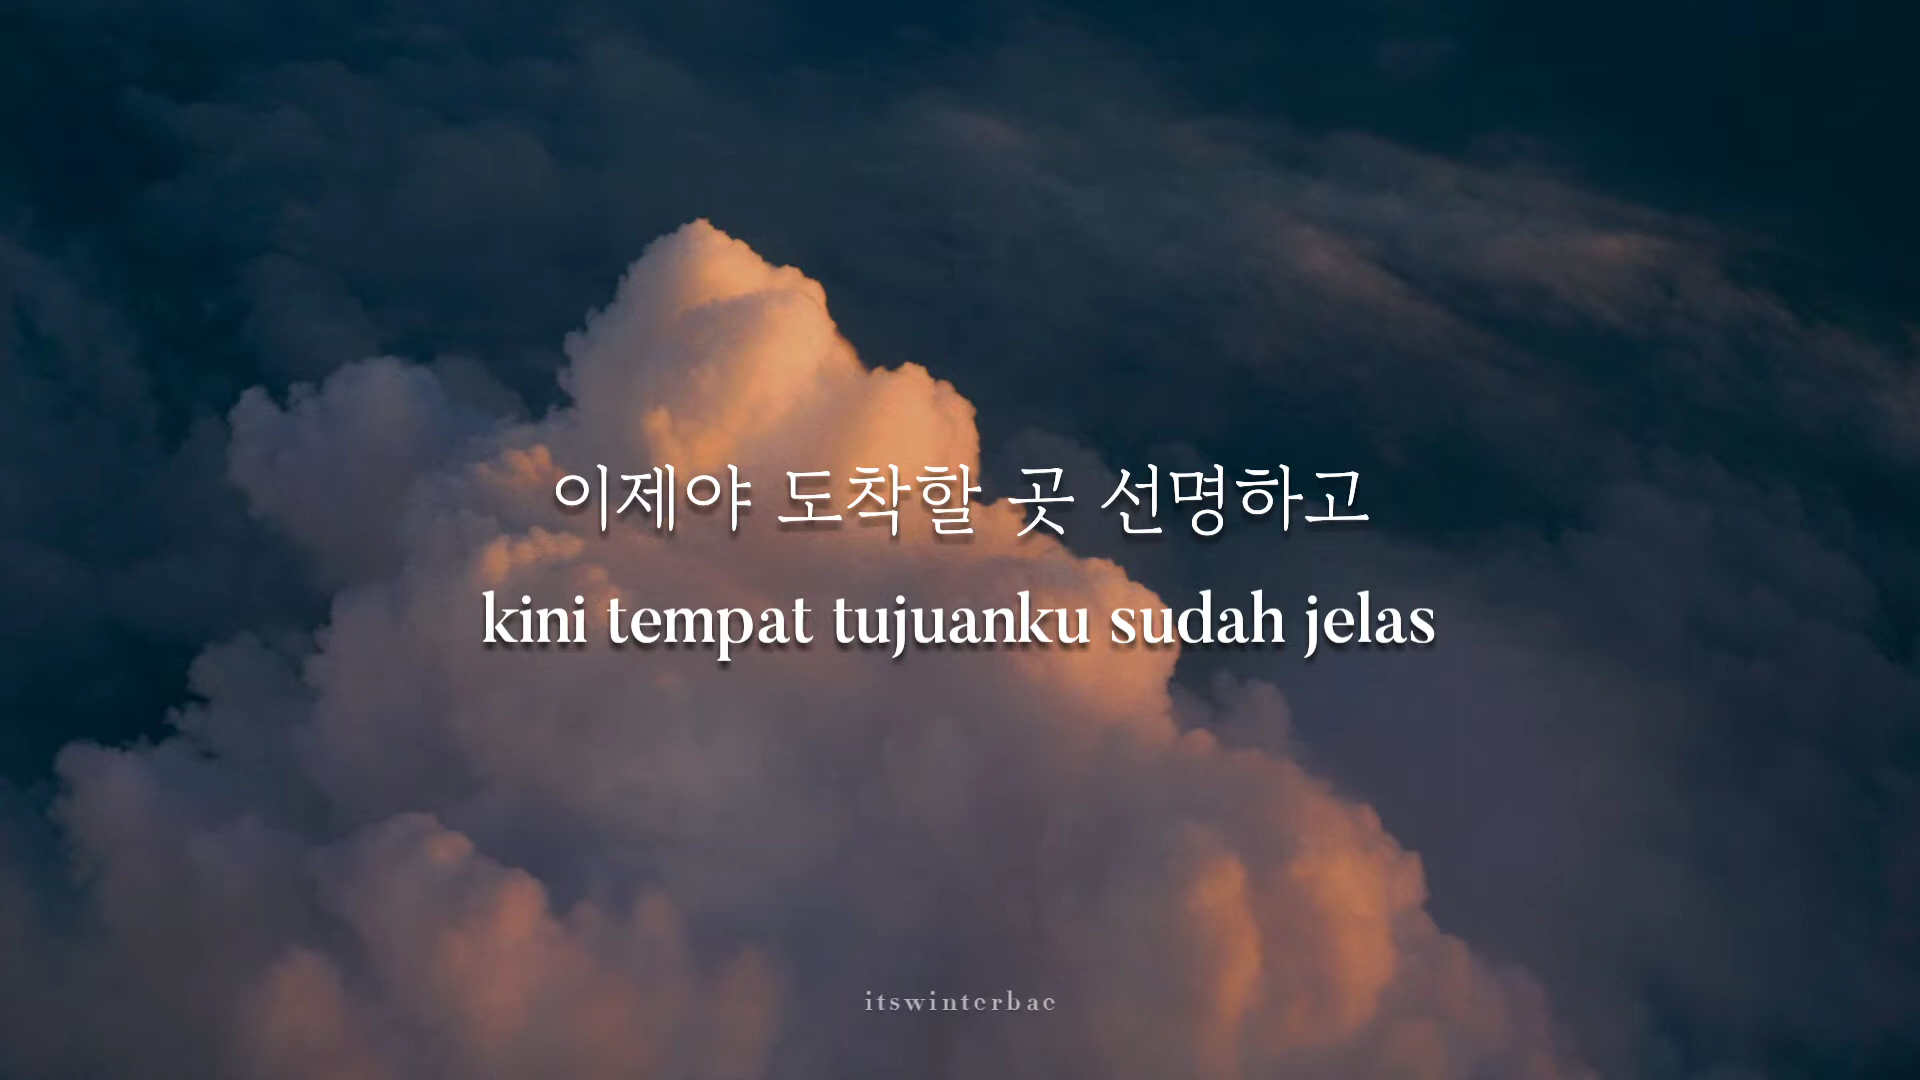 이제야 도착할 곳 선명하고
kini tempat tujuanku sudah jelas
itswinterbae